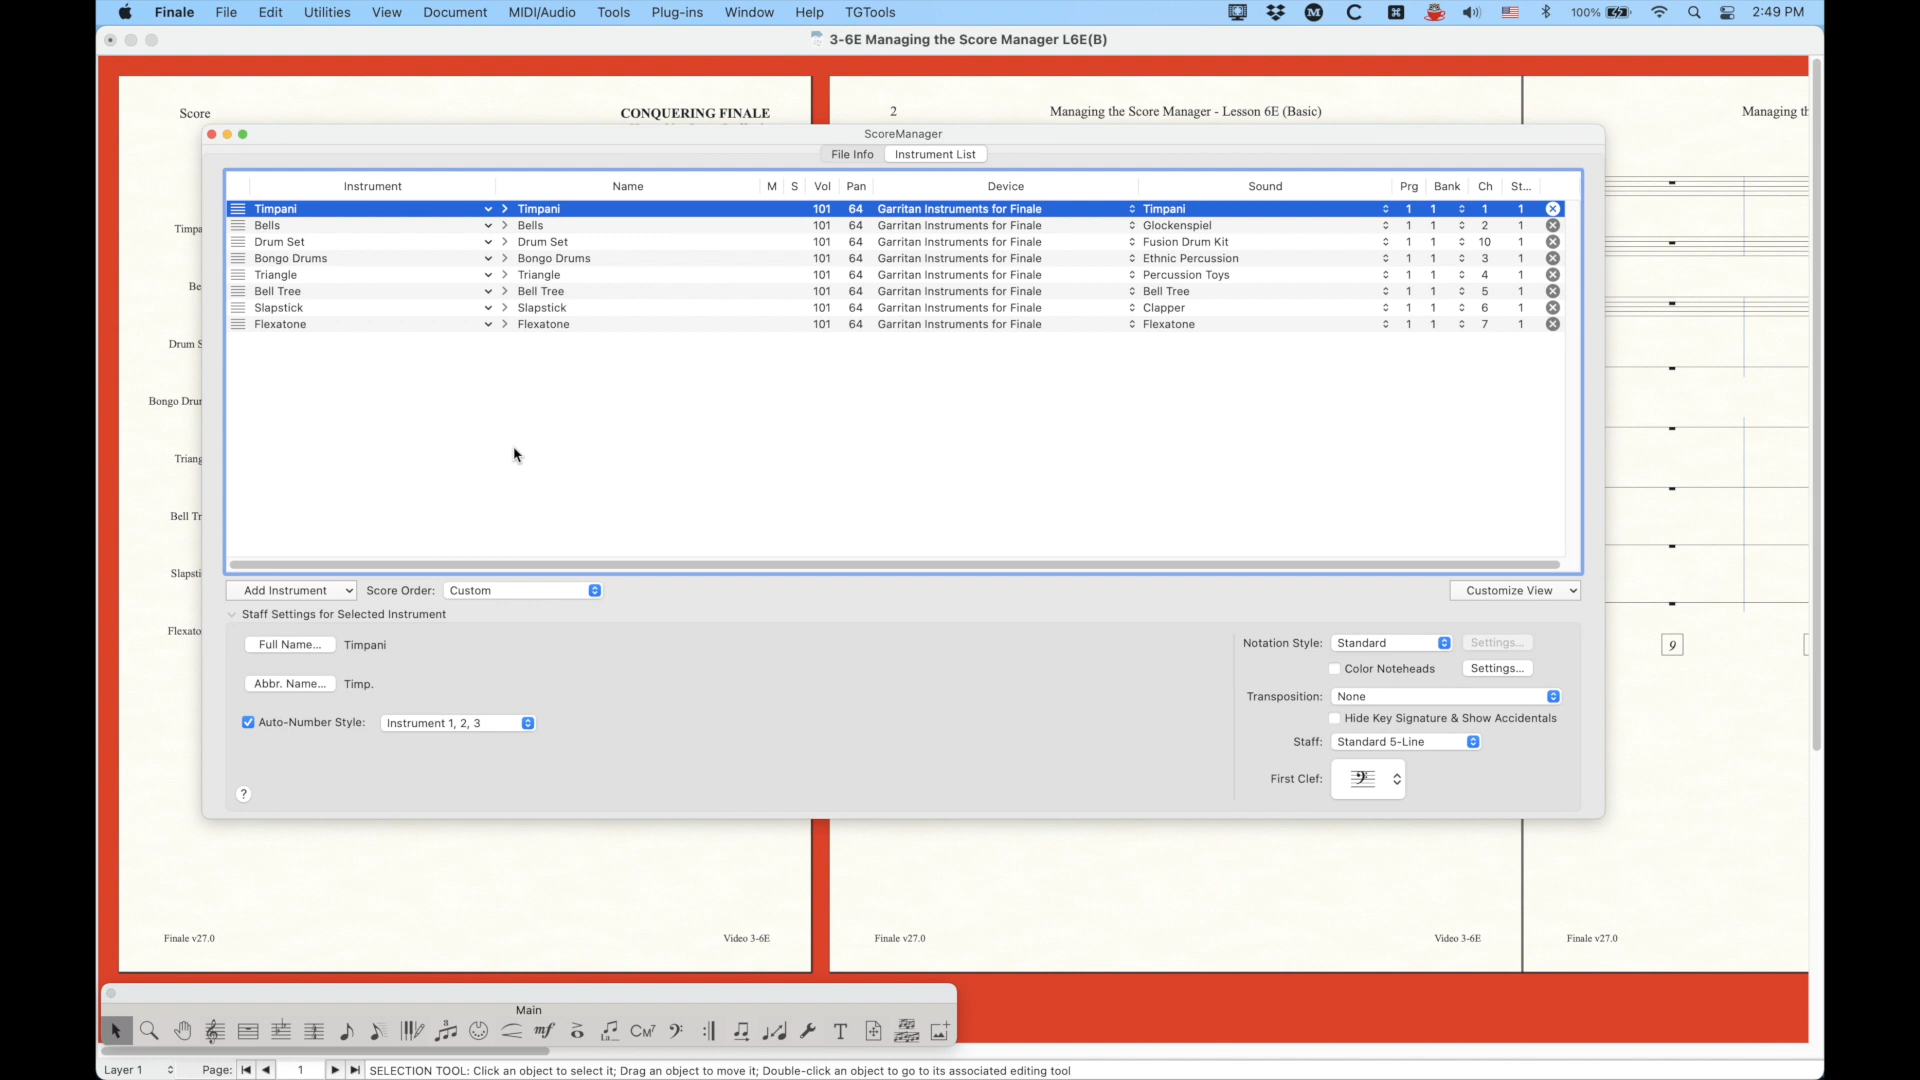 Finale File Edit Utilities View Document MIDI/Audio Tools Plug-ins Window Help TGTools 100% 2:49 PM
3-6E Managing the Score Manager L6E(B)
Score CONQUERING FINALE 2 Managing the Score Manager - Lesson 6E (Basic) Managing th
ScoreManager
File Info Instrument List
Instrument Name M S Vol Pan Device Sound Prg Bank Ch St...
Timpani Timpani 101 64 Garritan Instruments for Finale Timpani 1 1 1 1
Bells Bells 101 64 Garritan Instruments for Finale Glockenspiel 1 1 2 1
Drum Set Drum Set 101 64 Garritan Instruments for Finale Fusion Drum Kit 1 1 10 1
Bongo Drums Bongo Drums 101 64 Garritan Instruments for Finale Ethnic Percussion 1 1 3 1
Triangle Triangle 101 64 Garritan Instruments for Finale Percussion Toys 1 1 4 1
Bell Tree Bell Tree 101 64 Garritan Instruments for Finale Bell Tree 1 1 5 1
Slapstick Slapstick 101 64 Garritan Instruments for Finale Clapper 1 1 6 1
Flexatone Flexatone 101 64 Garritan Instruments for Finale Flexatone 1 1 7 1
Timpa
Be
Drum S
Bongo Drur
Triang
Bell Tr
Slapsti
Flexato
Add Instrument Score Order: Custom Customize View
Staff Settings for Selected Instrument
Full Name... Timpani
Abbr. Name... Timp.
Auto-Number Style: Instrument 1, 2, 3
Notation Style: Standard Settings...
Color Noteheads Settings...
Transposition: None
Hide Key Signature & Show Accidentals
Staff: Standard 5-Line
First Clef:
?
9
Finale v27.0 Video 3-6E Finale v27.0 Video 3-6E Finale v27.0
Main
mf CM7 T
Layer 1 Page: 1 SELECTION TOOL: Click an object to select it; Drag an object to move it; Double-click an object to go to its associated editing tool